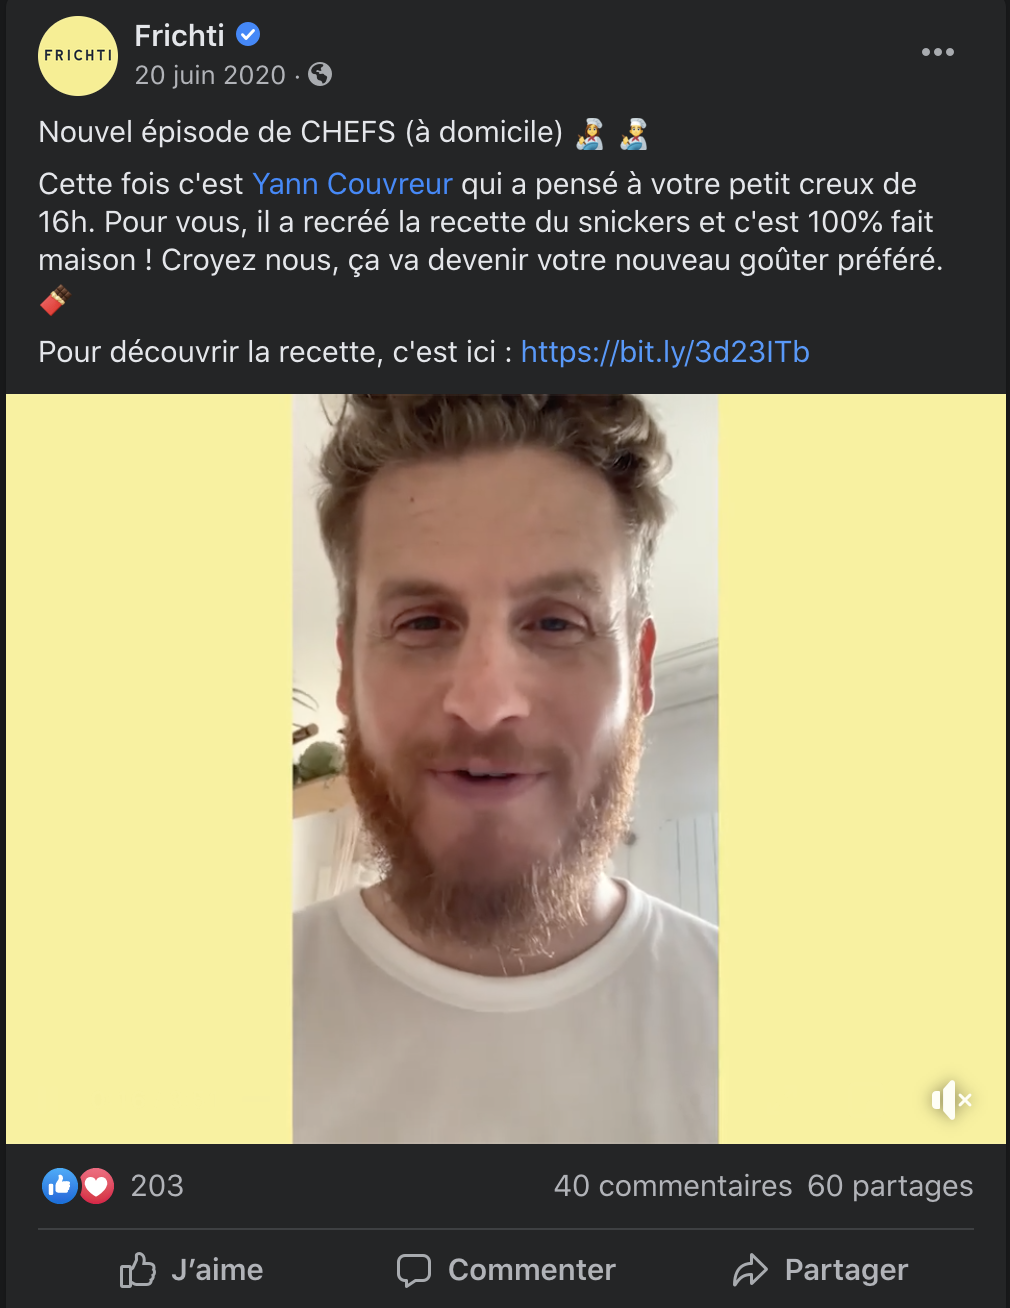 FRICHTI
Frichti
20 juin 2020 ·
Nouvel épisode de CHEFS (à domicile) 👩‍🍳 👨‍🍳
Cette fois c'est Yann Couvreur qui a pensé à votre petit creux de
16h. Pour vous, il a recréé la recette du snickers et c'est 100% fait
maison ! Croyez nous, ça va devenir votre nouveau goûter préféré.
🍫
Pour découvrir la recette, c'est ici : https://bit.ly/3d23ITb
203
40 commentaires 60 partages
J’aime
Commenter
Partager